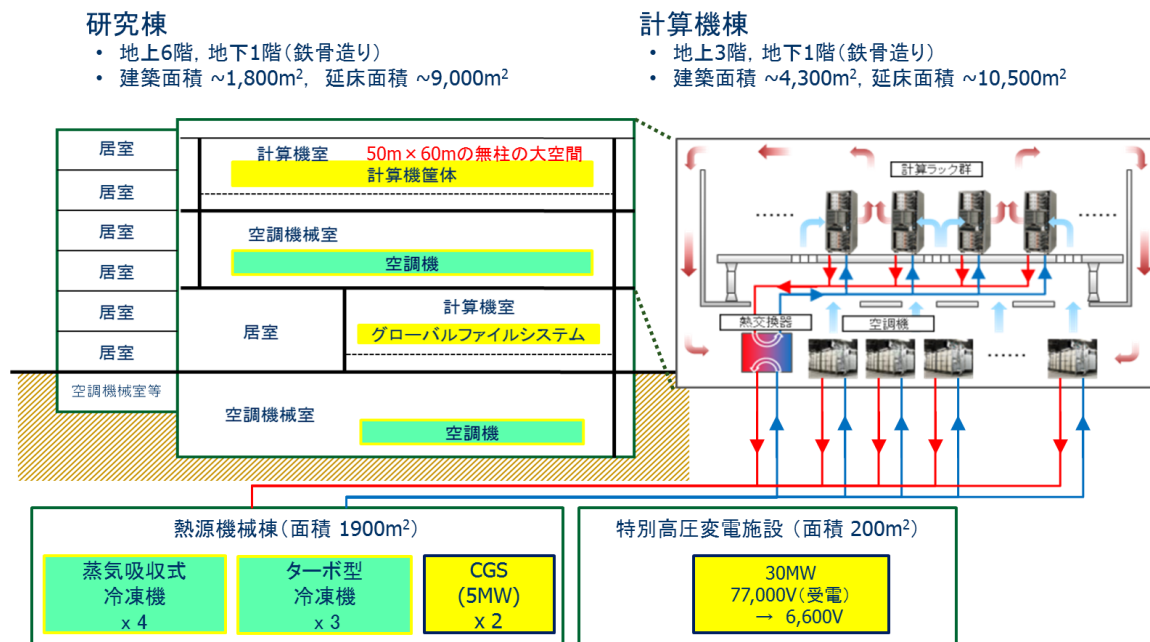 研究棟
• 地上6階, 地下1階(鉄骨造り)
• 建築面積 ~1,800m², 延床面積 ~9,000m²
計算機棟
• 地上3階, 地下1階(鉄骨造り)
• 建築面積 ~4,300m², 延床面積 ~10,500m²
居室
居室
居室
居室
居室
居室
空調機械室等
計算機室
50m×60mの無柱の大空間
計算機筐体
空調機械室
空調機
居室
計算機室
グローバルファイルシステム
空調機械室
空調機
計算ラック群
……
……
熱交換器
空調機
……
熱源機械棟(面積 1900m²)
蒸気吸収式
冷凍機
x 4
ターボ型
冷凍機
x 3
CGS
(5MW)
x 2
特別高圧変電施設 (面積 200m²)
30MW
77,000V(受電)
→ 6,600V